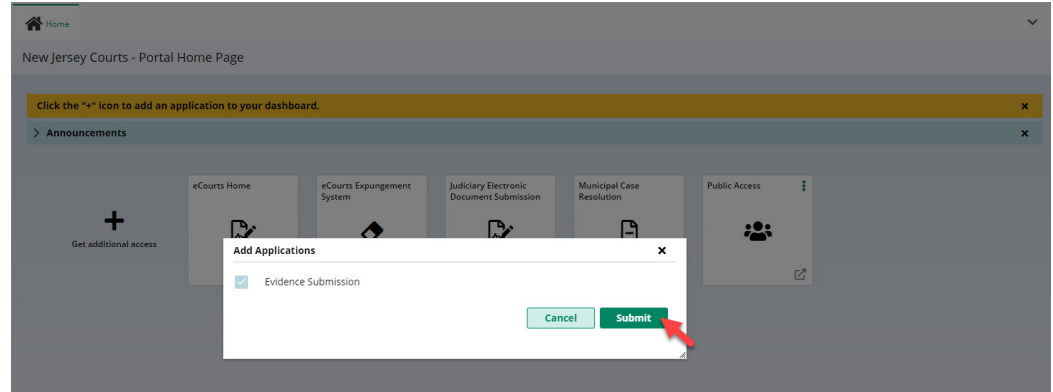 Home
New Jersey Courts - Portal Home Page
Click the "+" icon to add an application to your dashboard.
Announcements
Get additional access
eCourts Home
eCourts Expungement
System
Judiciary Electronic
Document Submission
Municipal Case
Resolution
Public Access
Add Applications
Evidence Submission
Cancel
Submit